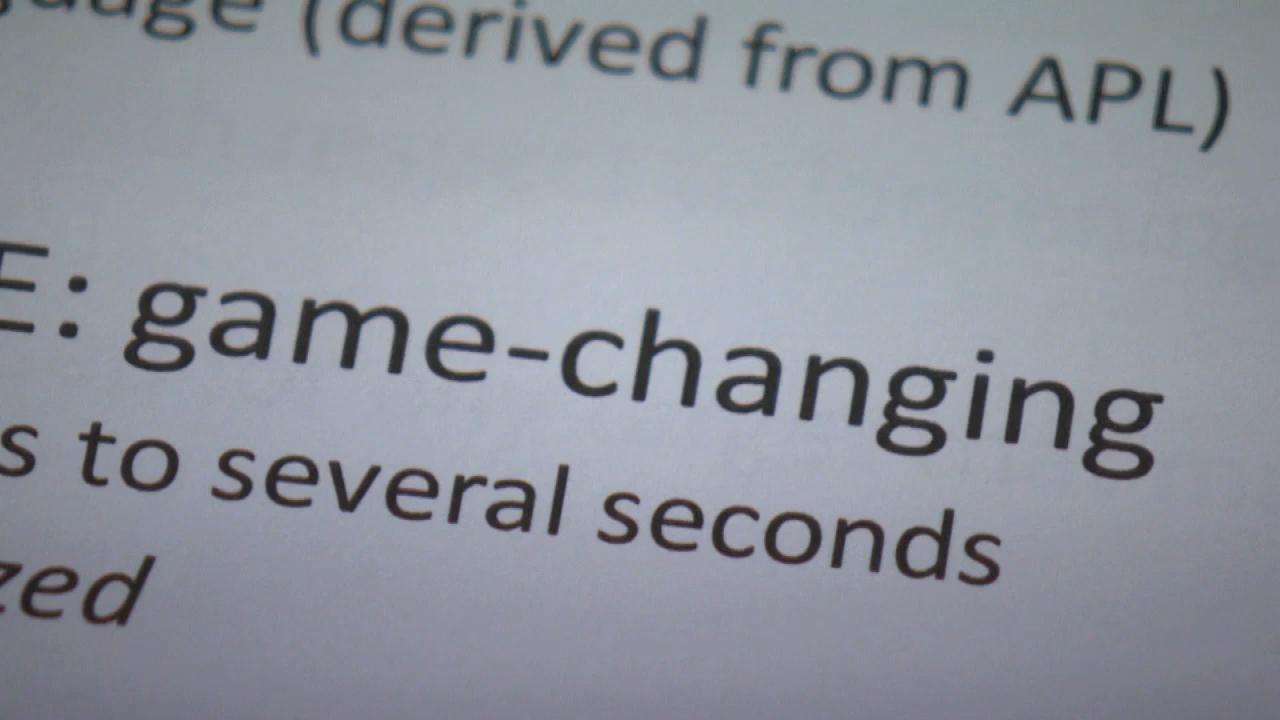 (derived from APL)
E: game-changing
s to several seconds
zed